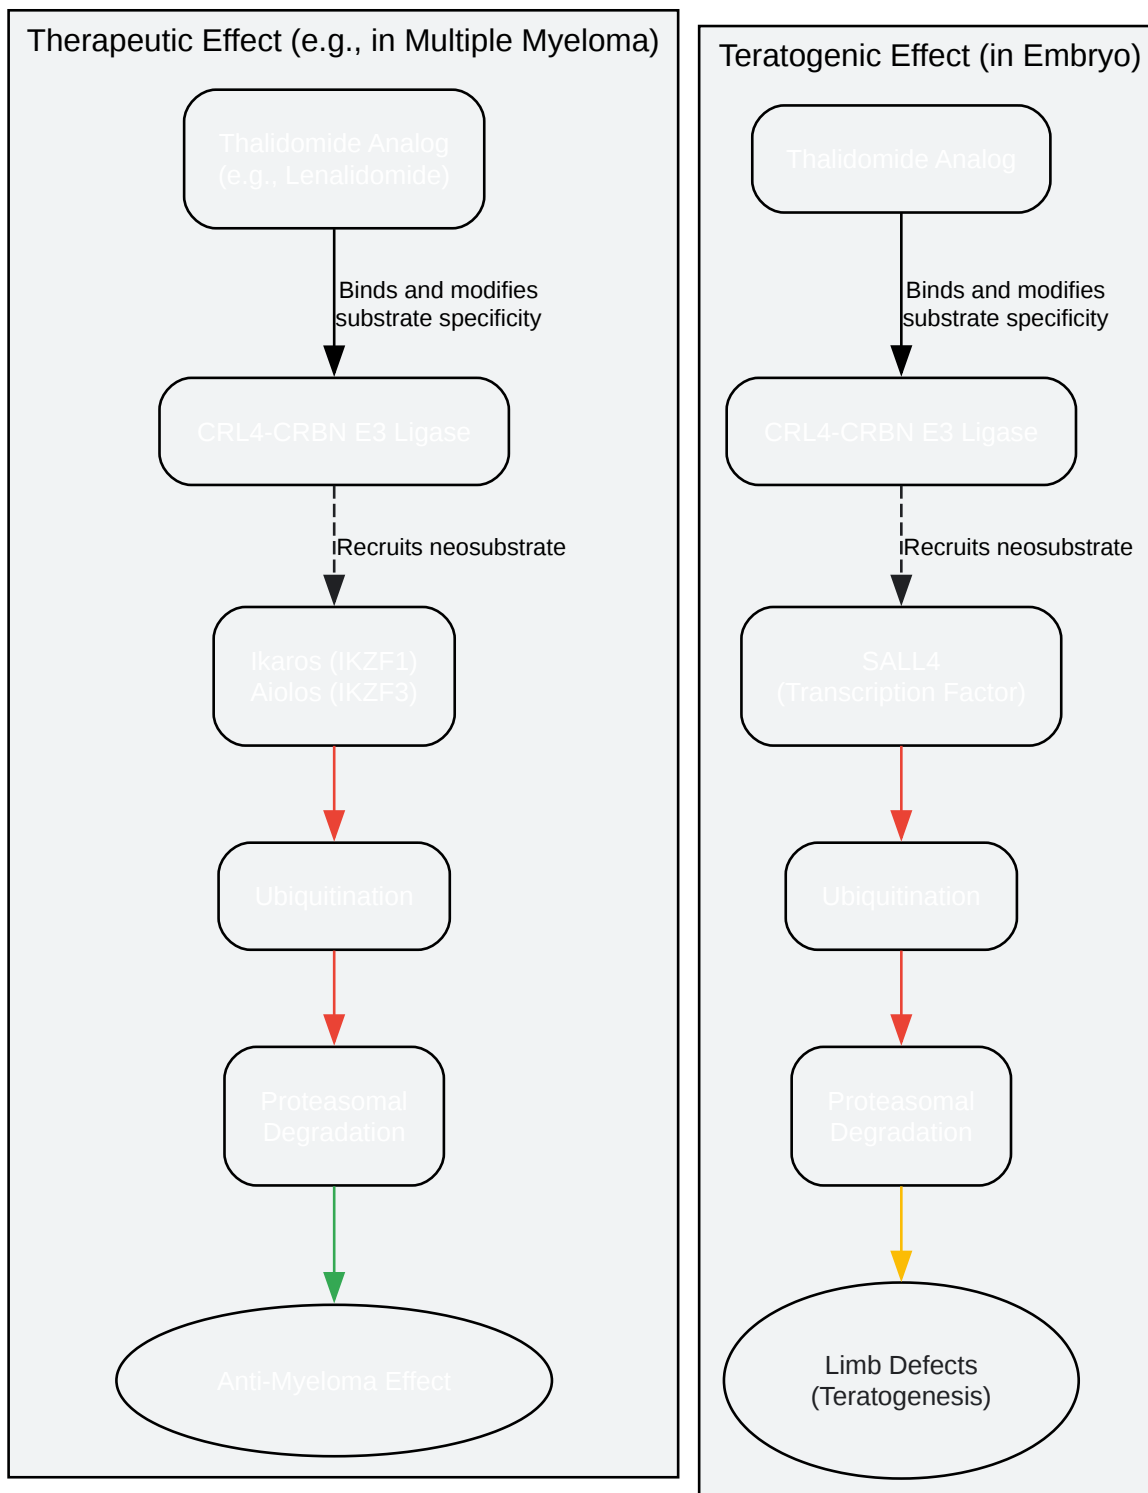 Therapeutic Effect (e.g., in Multiple Myeloma)
Thalidomide Analog
(e.g., Lenalidomide)
Binds and modifies
substrate specificity
CRL4-CRBN E3 Ligase
Recruits neosubstrate
Ikaros (IKZF1)
Aiolos (IKZF3)
Ubiquitination
Proteasomal
Degradation
Anti-Myeloma Effect
Teratogenic Effect (in Embryo)
Thalidomide Analog
Binds and modifies
substrate specificity
CRL4-CRBN E3 Ligase
Recruits neosubstrate
SALL4
(Transcription Factor)
Ubiquitination
Proteasomal
Degradation
Limb Defects
(Teratogenesis)